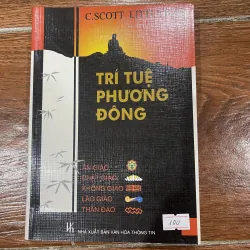 C.SCOTT
TRÍ TUỆ
PHƯƠNG
ĐÔNG
ẤN GIÁO
PHẬT GIÁO
KHỔNG GIÁO
LÃO GIÁO
THẦN ĐẠO
NHÀ XUẤT BẢN VĂN HÓA THÔNG TIN